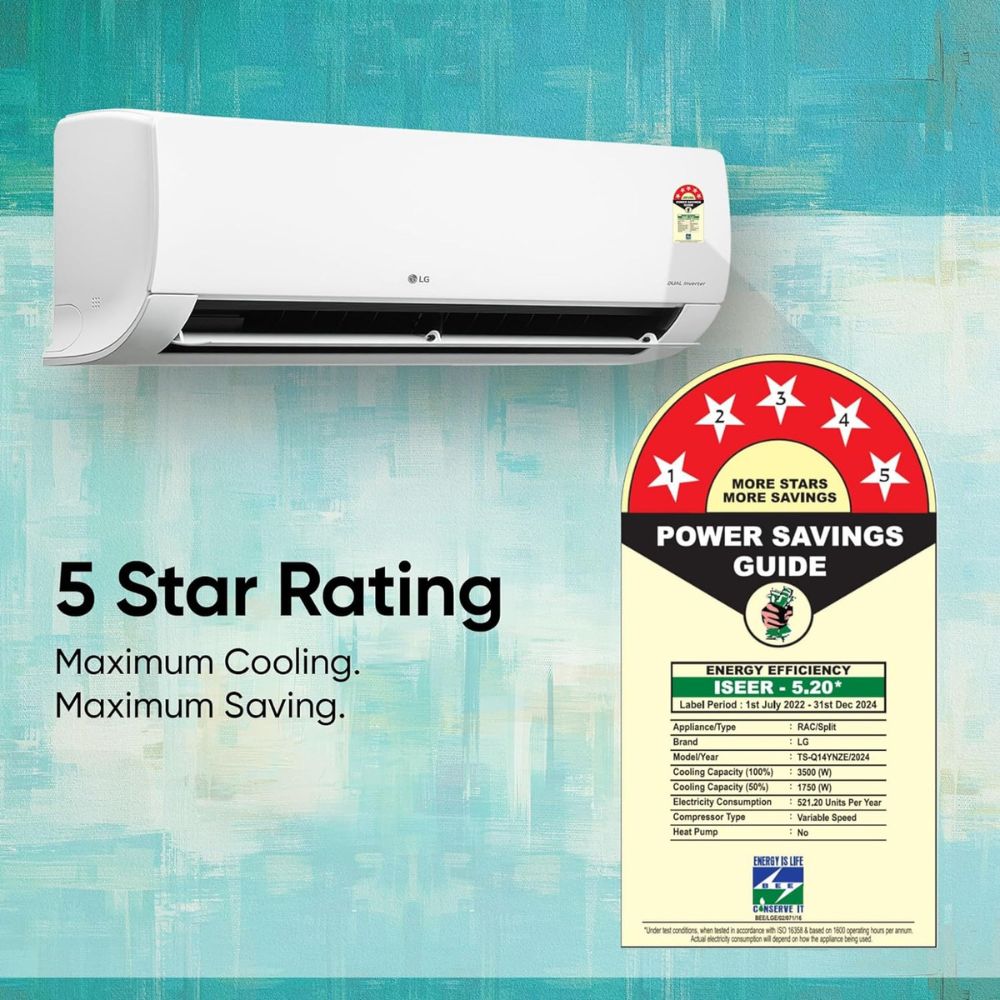 LG
DUAL Inverter
5 Star Rating
Maximum Cooling.
Maximum Saving.
1 2 3 4 5
MORE STARS
MORE SAVINGS
POWER SAVINGS
GUIDE
ENERGY EFFICIENCY
ISEER - 5.20*
Label Period : 1st July 2022 - 31st Dec 2024
Appliance/Type : RAC/Split
Brand : LG
Model/Year : TS-Q14YNZE/2024
Cooling Capacity (100%) : 3500 (W)
Cooling Capacity (50%) : 1750 (W)
Electricity Consumption : 521.20 Units Per Year
Compressor Type : Variable Speed
Heat Pump : No
ENERGY IS LIFE
BEE
CONSERVE IT
BEE/LGE/02/071/16
*Under test conditions, when tested in accordance with ISO 16358 & based on 1600 operating hours per annum.
Actual electricity consumption will depend on how the appliance being used.